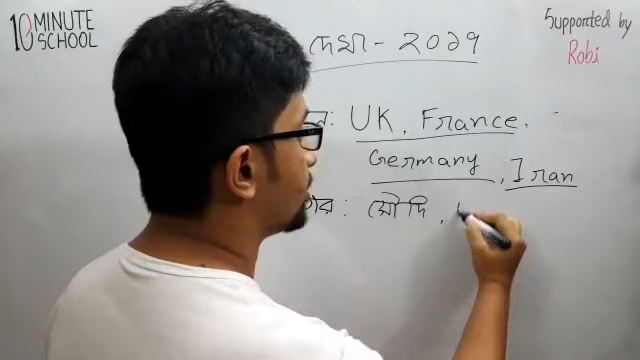 10 MINUTE
SCHOOL
Supported by
Robi
দেখা - ২০১৭
UK, France,
Germany, Iran
সৌদি,